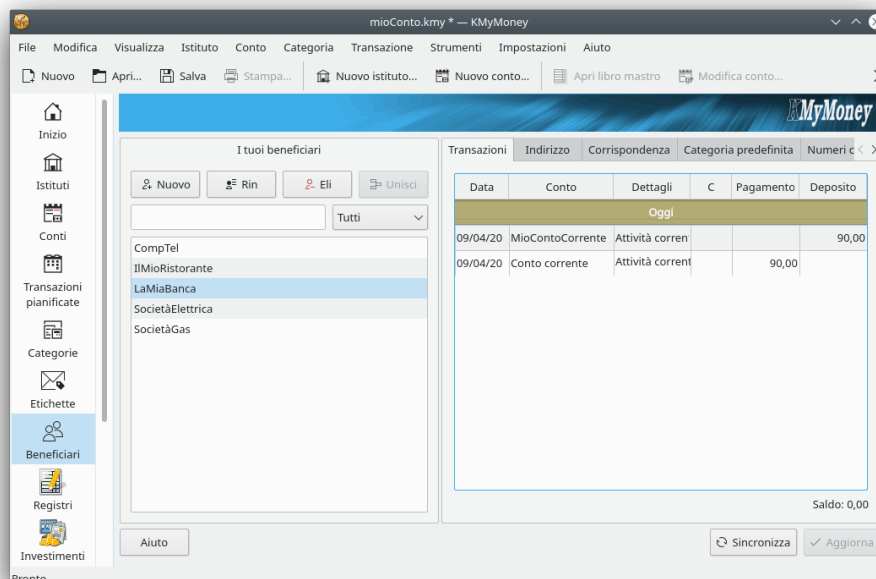 mioConto.kmy * — KMyMoney
File Modifica Visualizza Istituto Conto Categoria Transazione Strumenti Impostazioni Aiuto
Nuovo Apri... Salva Stampa... Nuovo istituto... Nuovo conto... Apri libro mastro Modifica conto...
KMyMoney
Inizio
Istituti
Conti
Transazioni
pianificate
Categorie
Etichette
Beneficiari
Registri
Investimenti
I tuoi beneficiari
Nuovo Rin Eli Unisci
Tutti
CompTel
IlMioRistorante
LaMiaBanca
SocietàElettrica
SocietàGas
Transazioni Indirizzo Corrispondenza Categoria predefinita Numeri c
Data Conto Dettagli C Pagamento Deposito
Oggi
09/04/20 MioContoCorrente Attività corren 90,00
09/04/20 Conto corrente Attività corrent 90,00
Saldo: 0,00
Aiuto Sincronizza Aggiorna
Pronto